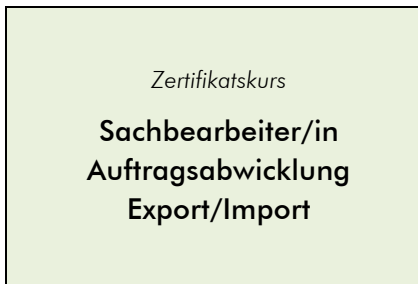 Zertifikatskurs
Sachbearbeiter/in
Auftragsabwicklung
Export/Import